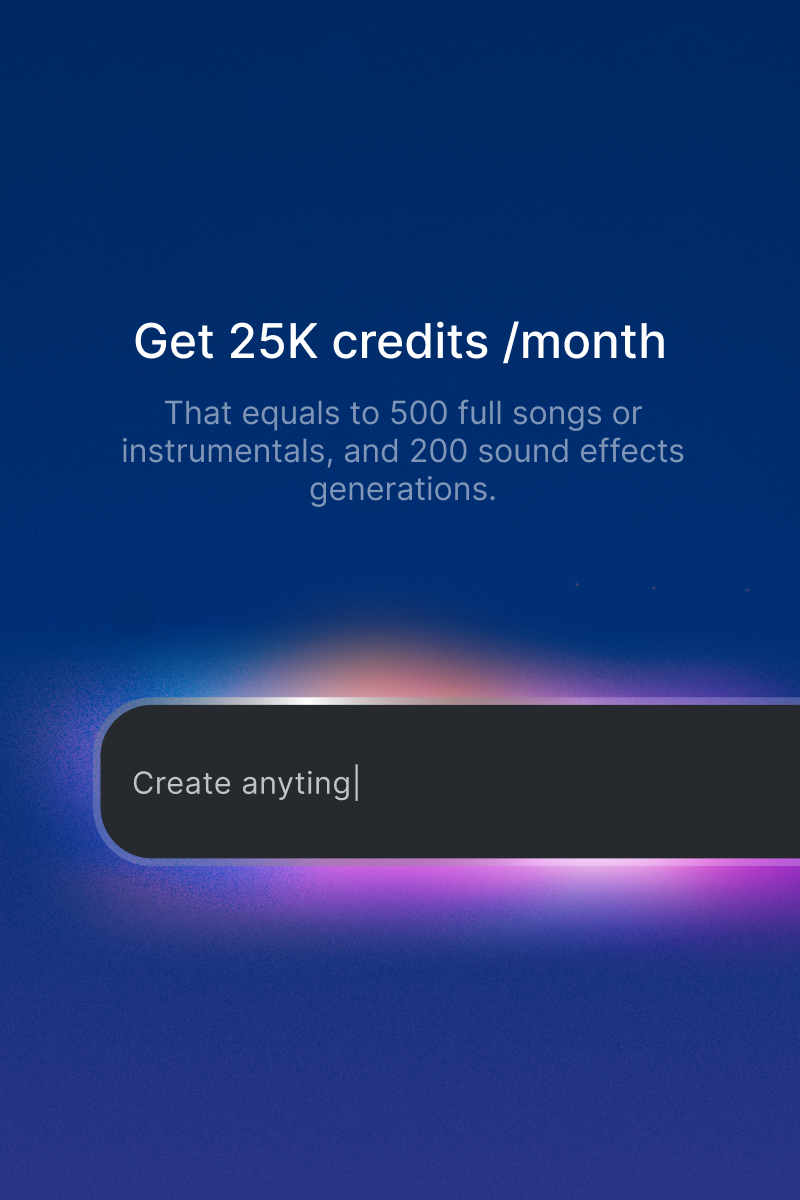 Get 25K credits /month
That equals to 500 full songs or
instrumentals, and 200 sound effects
generations.
Create anyting